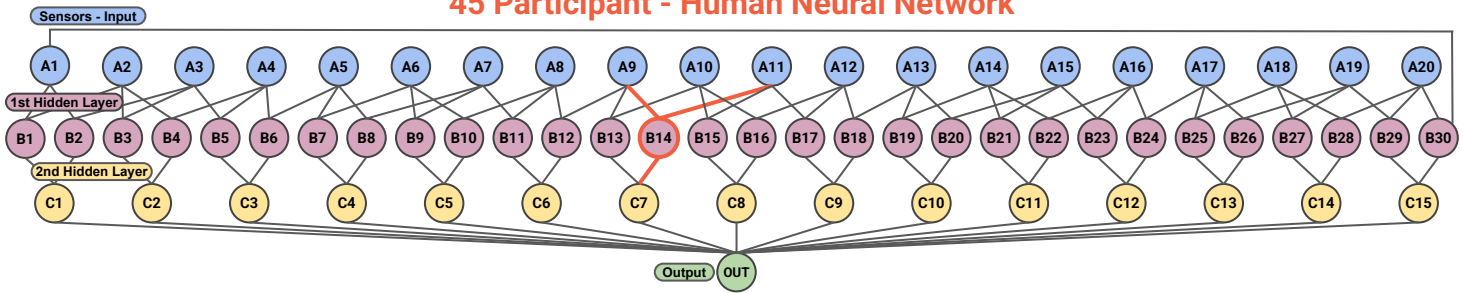 45 Participant - Human Neural Network
Sensors - Input
A1 A2 A3 A4 A5 A6 A7 A8 A9 A10 A11 A12 A13 A14 A15 A16 A17 A18 A19 A20
1st Hidden Layer
B1 B2 B3 B4 B5 B6 B7 B8 B9 B10 B11 B12 B13 B14 B15 B16 B17 B18 B19 B20 B21 B22 B23 B24 B25 B26 B27 B28 B29 B30
2nd Hidden Layer
C1 C2 C3 C4 C5 C6 C7 C8 C9 C10 C11 C12 C13 C14 C15
Output OUT